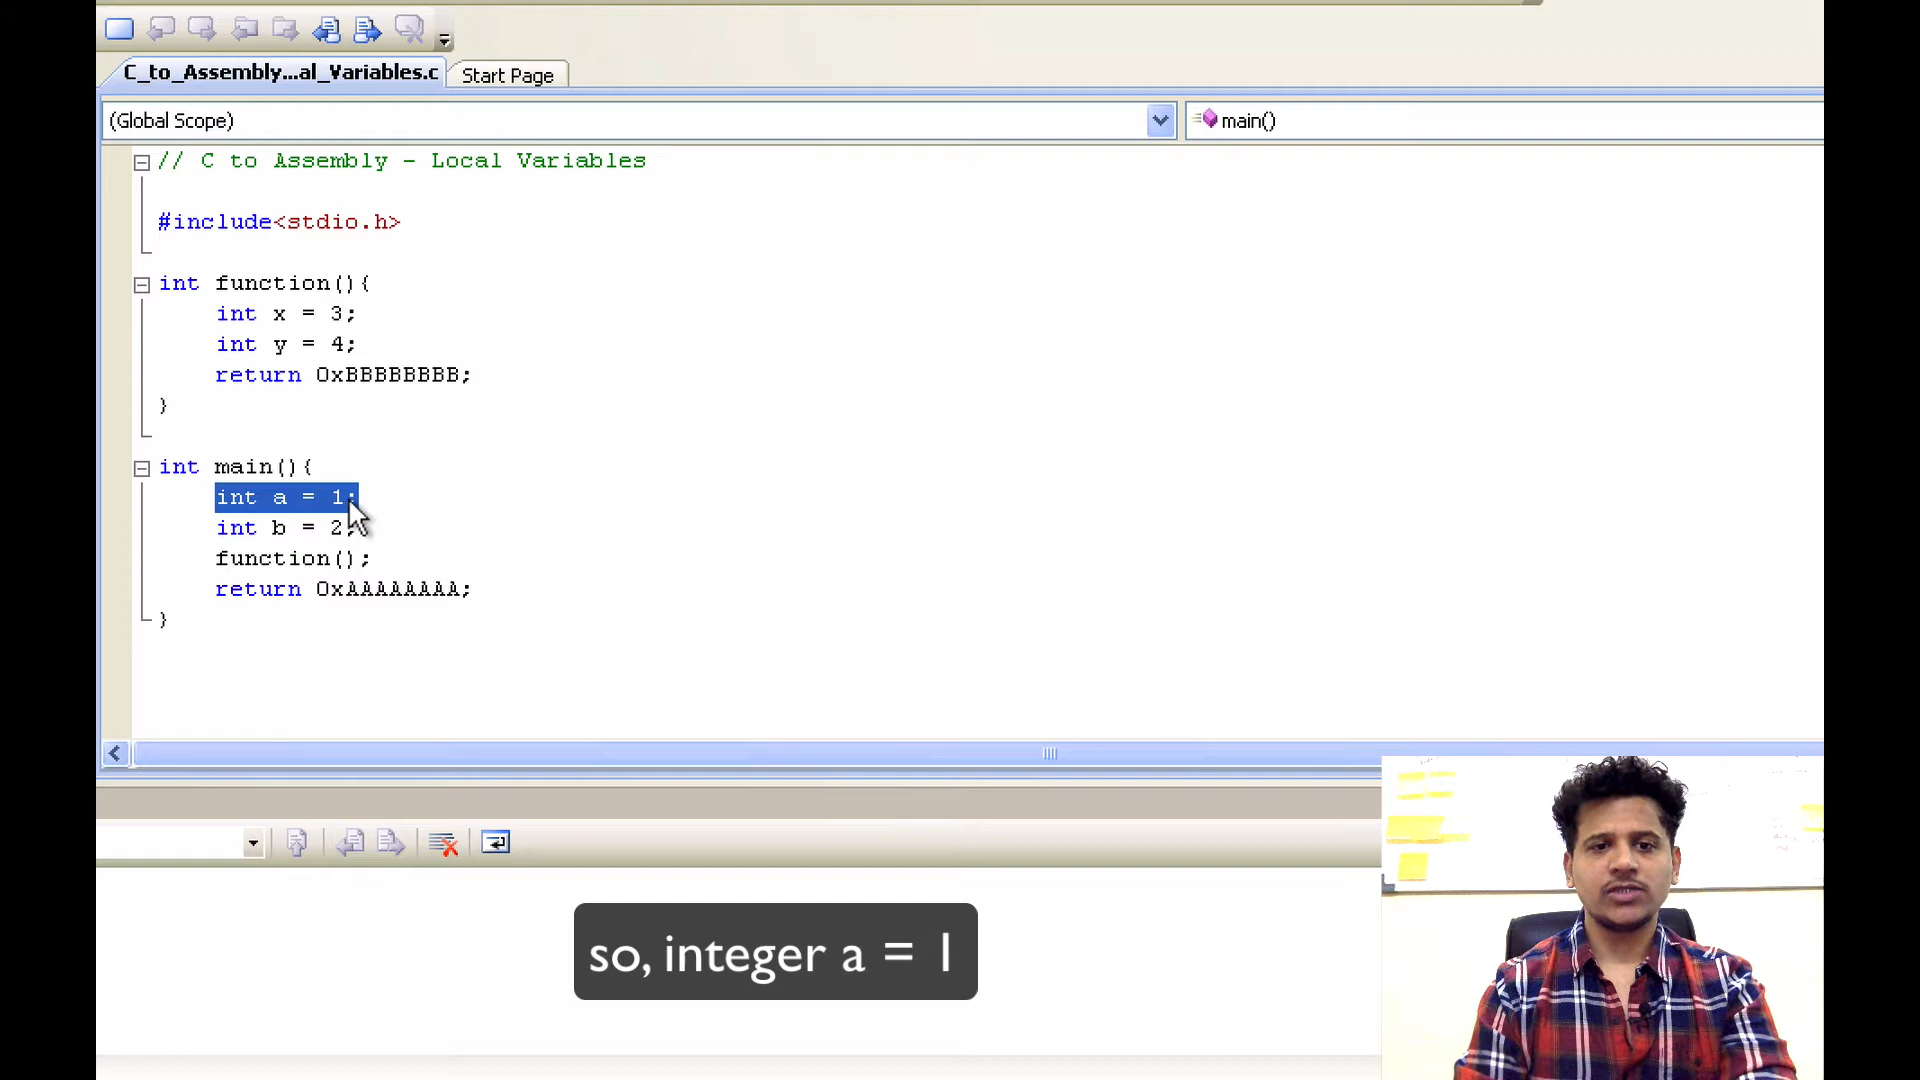 C_to_Assembly...al_Variables.c
Start Page
(Global Scope)
main()
// C to Assembly - Local Variables
#include<stdio.h>
int function(){
int x = 3;
int y = 4;
return 0xBBBBBBBB;
}
int main(){
int a = 1;
int b = 2;
function();
return 0xAAAAAAAA;
}
so, integer a = 1